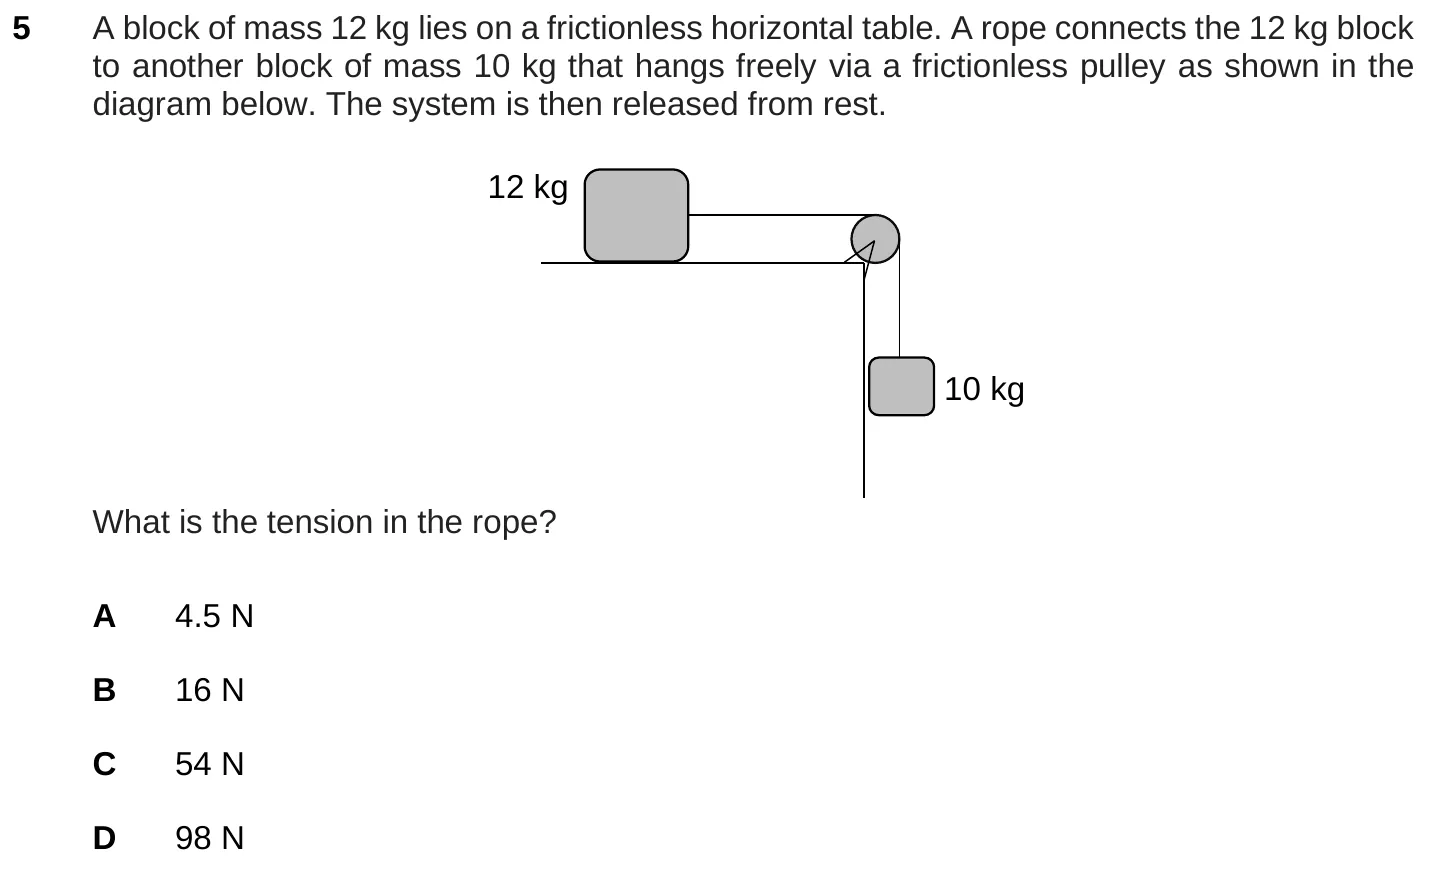 5 A block of mass 12 kg lies on a frictionless horizontal table. A rope connects the 12 kg block
to another block of mass 10 kg that hangs freely via a frictionless pulley as shown in the
diagram below. The system is then released from rest.
12 kg
10 kg
What is the tension in the rope?
A 4.5 N
B 16 N
C 54 N
D 98 N